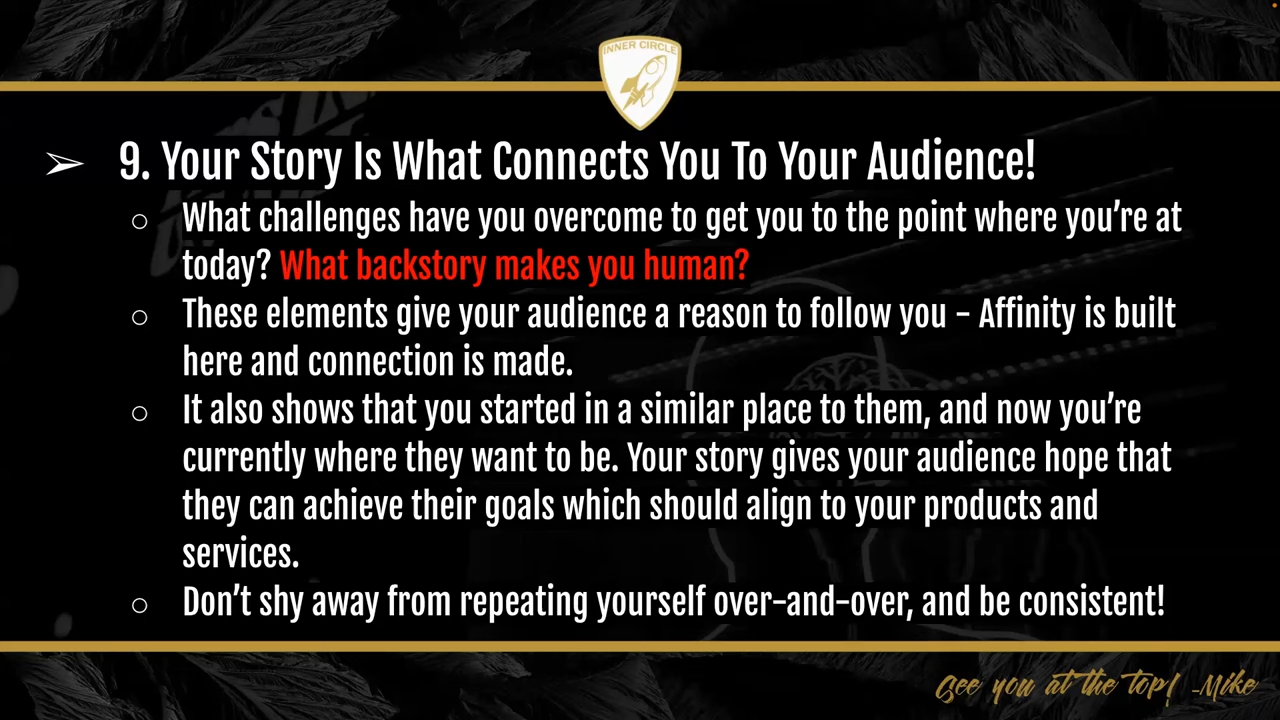 INNER CIRCLE
➢ 9. Your Story Is What Connects You To Your Audience!
○ What challenges have you overcome to get you to the point where you’re at
today? What backstory makes you human?
○ These elements give your audience a reason to follow you - Affinity is built
here and connection is made.
○ It also shows that you started in a similar place to them, and now you’re
currently where they want to be. Your story gives your audience hope that
they can achieve their goals which should align to your products and
services.
○ Don’t shy away from repeating yourself over-and-over, and be consistent!
See you at the top! -Mike